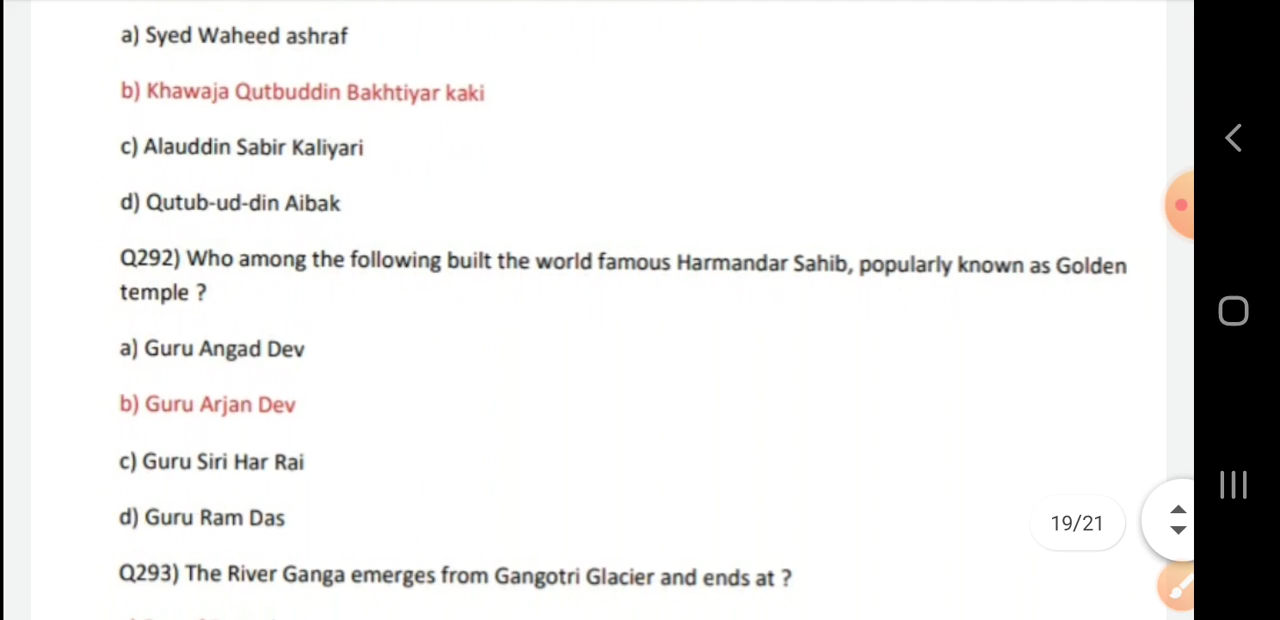 a) Syed Waheed ashraf
b) Khawaja Qutbuddin Bakhtiyar kaki
c) Alauddin Sabir Kaliyari
d) Qutub-ud-din Aibak
Q292) Who among the following built the world famous Harmandar Sahib, popularly known as Golden
temple ?
a) Guru Angad Dev
b) Guru Arjan Dev
c) Guru Siri Har Rai
d) Guru Ram Das
19/21
Q293) The River Ganga emerges from Gangotri Glacier and ends at ?